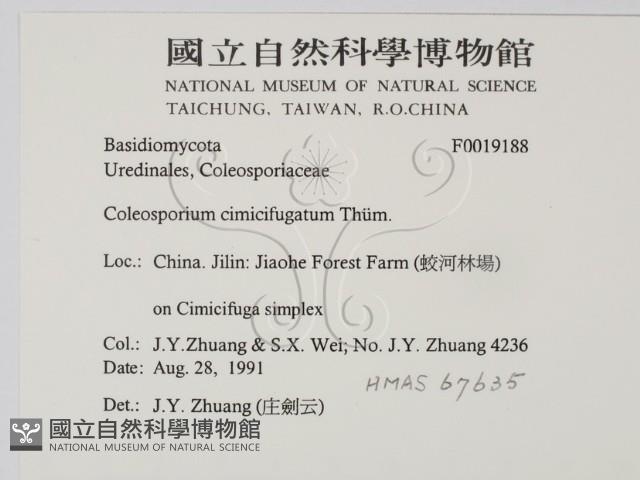 國立自然科學博物館
NATIONAL MUSEUM OF NATURAL SCIENCE
TAICHUNG, TAIWAN, R.O.CHINA
Basidiomycota F0019188
Uredinales, Coleosporiaceae
Coleosporium cimicifugatum Thüm.
Loc.: China. Jilin: Jiaohe Forest Farm (蛟河林場)
on Cimicifuga simplex
Col.: J.Y.Zhuang & S.X. Wei; No. J.Y. Zhuang 4236
Date: Aug. 28, 1991
HMAS 67635
Det.: J.Y. Zhuang (庄劍云)
國立自然科學博物館
NATIONAL MUSEUM OF NATURAL SCIENCE